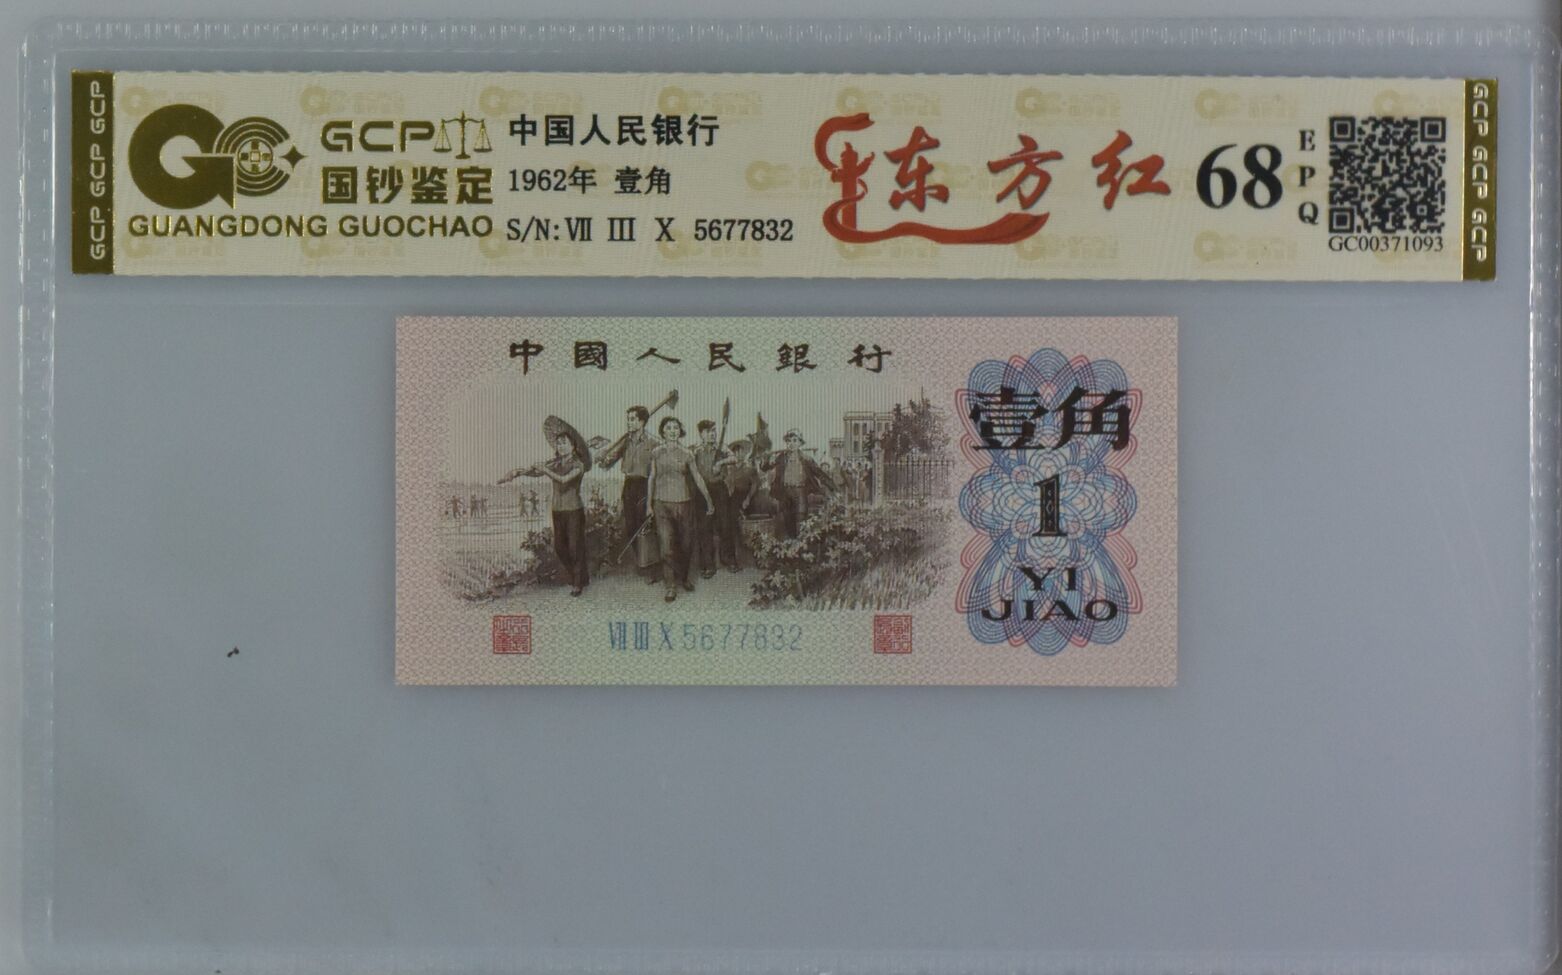 GCP GCP GCP
GCP
国钞鉴定
GUANGDONG GUOCHAO
中国人民银行
1962年 壹角
S/N: Ⅶ Ⅲ Ⅹ 5677832
东方红
68
EPQ
GC00371093
GCP GCP GCP
中國人民銀行
壹角
1
YI
JIAO
Ⅶ Ⅲ Ⅹ 5677832